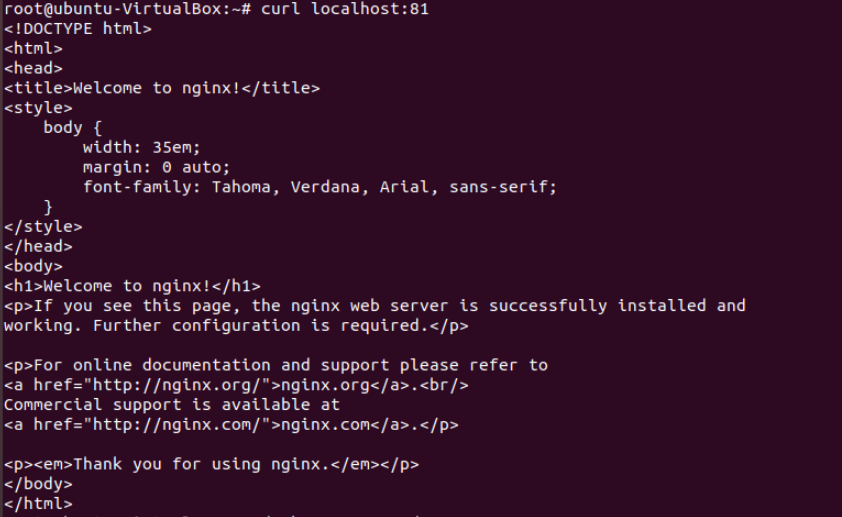 root@ubuntu-VirtualBox:~# curl localhost:81
<!DOCTYPE html>
<html>
<head>
<title>Welcome to nginx!</title>
<style>
    body {
        width: 35em;
        margin: 0 auto;
        font-family: Tahoma, Verdana, Arial, sans-serif;
    }
</style>
</head>
<body>
<h1>Welcome to nginx!</h1>
<p>If you see this page, the nginx web server is successfully installed and
working. Further configuration is required.</p>

<p>For online documentation and support please refer to
<a href="http://nginx.org/">nginx.org</a>.<br/>
Commercial support is available at
<a href="http://nginx.com/">nginx.com</a>.</p>

<p><em>Thank you for using nginx.</em></p>
</body>
</html>